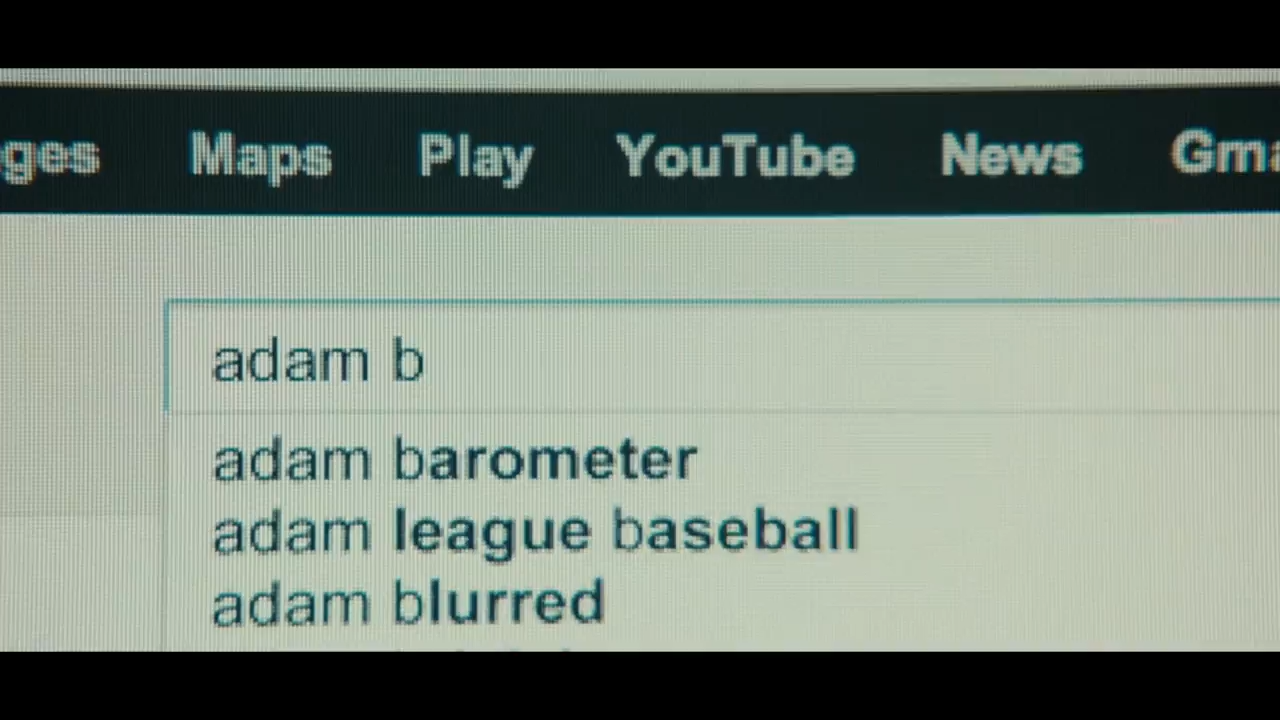 ges Maps Play YouTube News Gma
adam b
adam barometer
adam league baseball
adam blurred